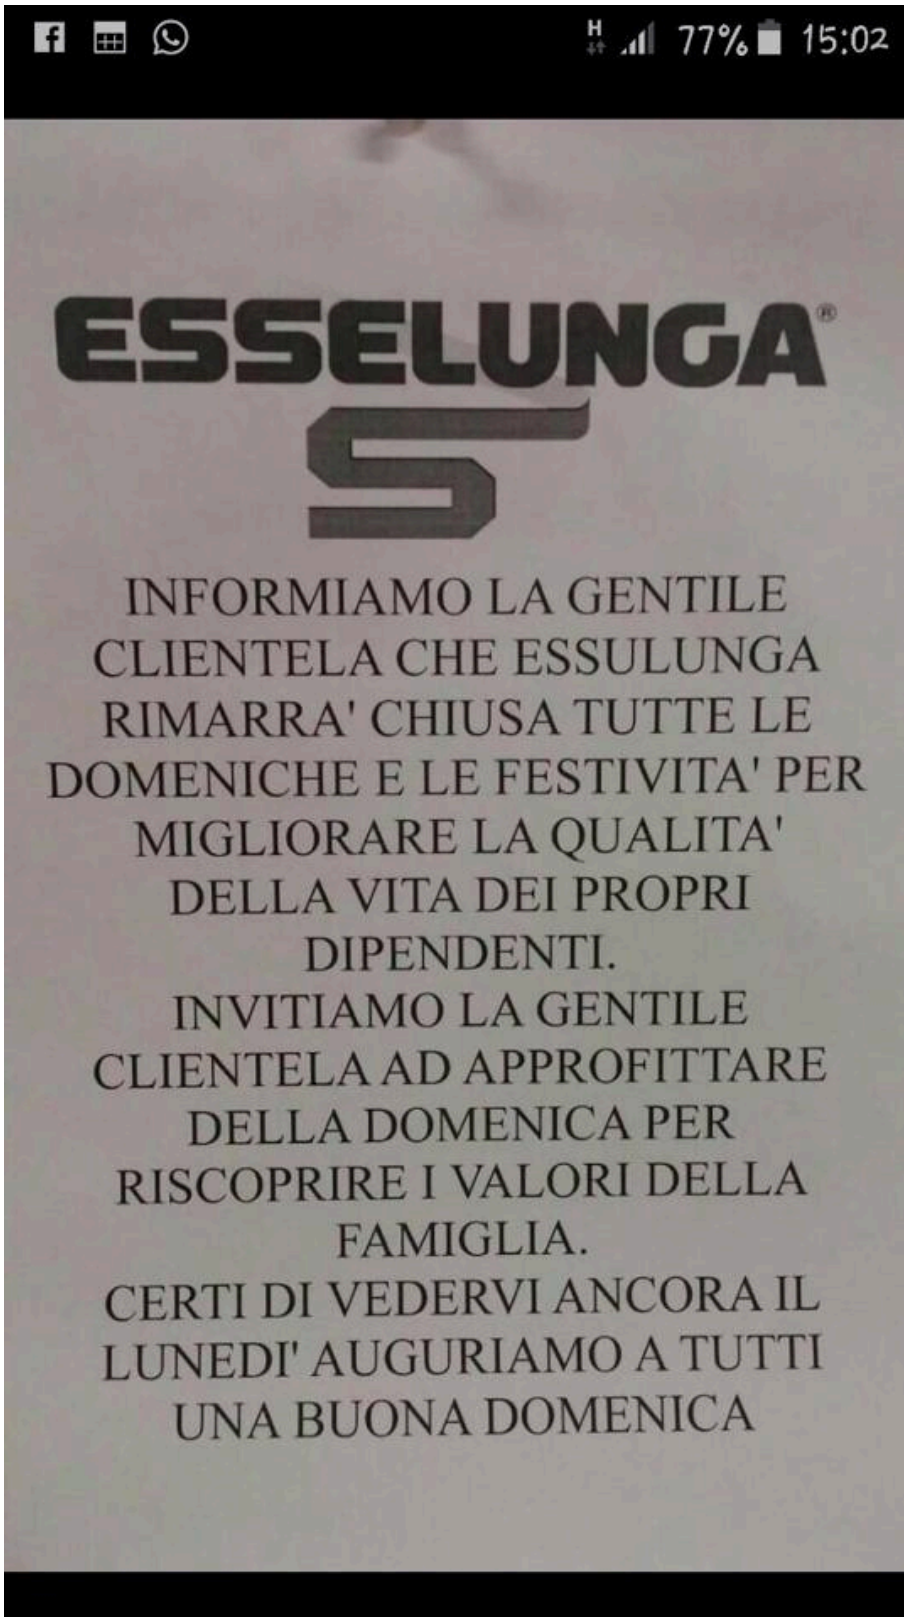 H
77%
15:02
ESSELUNGA®
INFORMIAMO LA GENTILE
CLIENTELA CHE ESSULUNGA
RIMARRA' CHIUSA TUTTE LE
DOMENICHE E LE FESTIVITA' PER
MIGLIORARE LA QUALITA'
DELLA VITA DEI PROPRI
DIPENDENTI.
INVITIAMO LA GENTILE
CLIENTELA AD APPROFITTARE
DELLA DOMENICA PER
RISCOPRIRE I VALORI DELLA
FAMIGLIA.
CERTI DI VEDERVI ANCORA IL
LUNEDI' AUGURIAMO A TUTTI
UNA BUONA DOMENICA